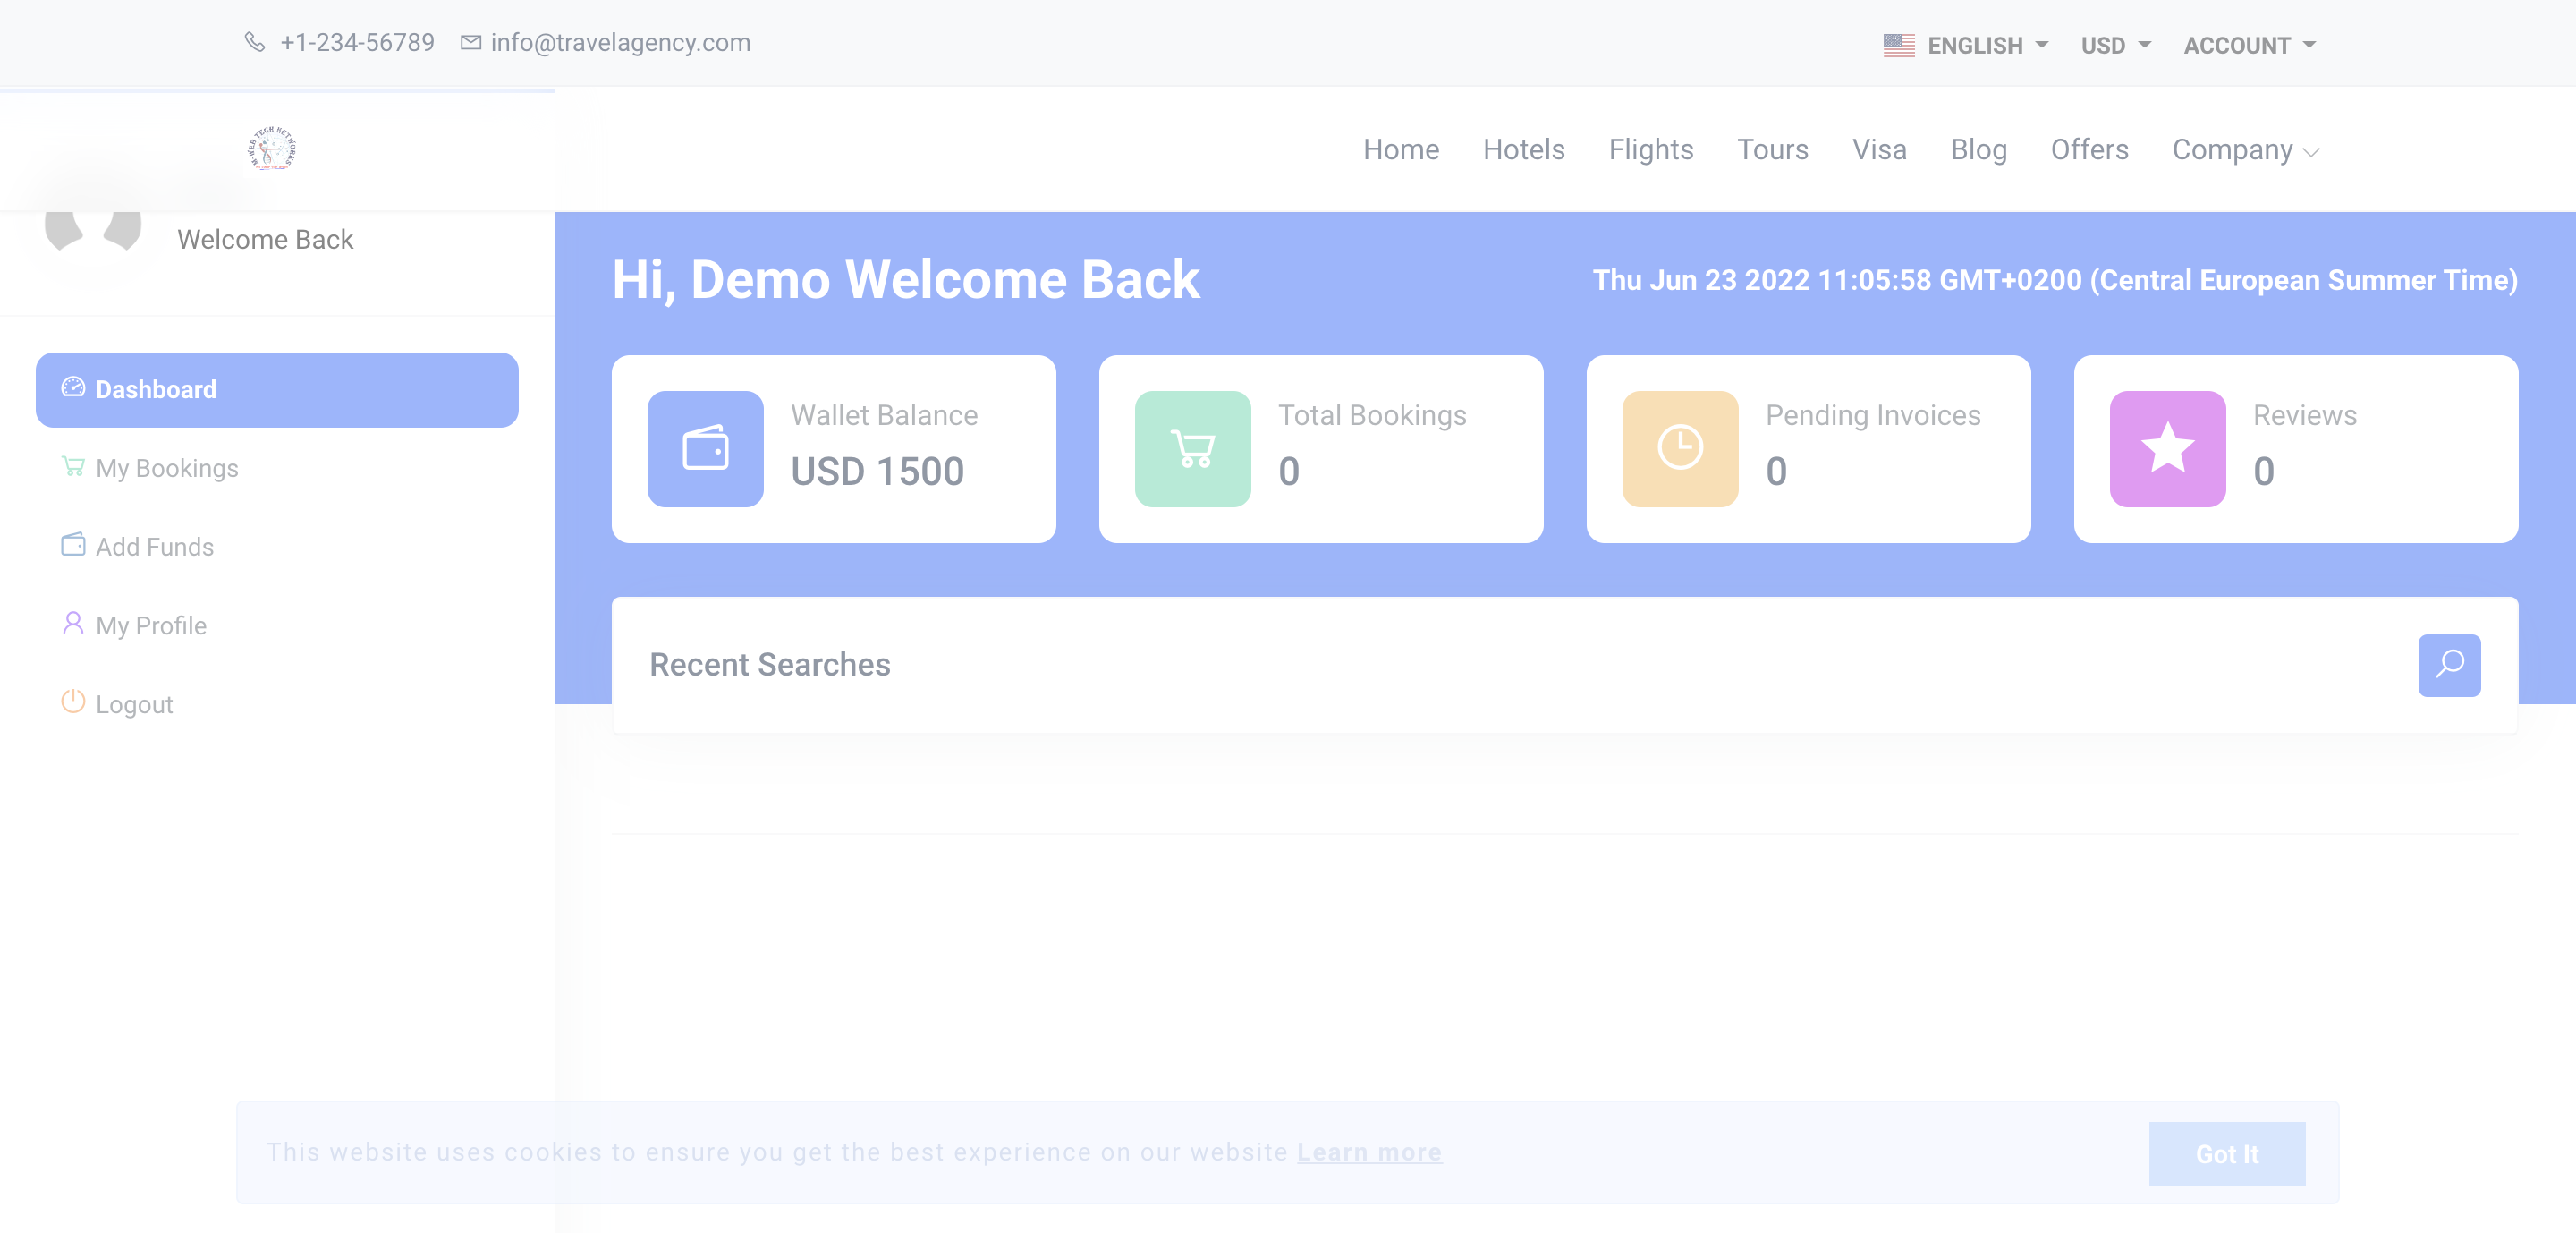 +1-234-56789 info@travelagency.com ENGLISH USD ACCOUNT
M-WEB TECH NETWORKS
Home Hotels Flights Tours Visa Blog Offers Company
Welcome Back
Hi, Demo Welcome Back
Thu Jun 23 2022 11:05:58 GMT+0200 (Central European Summer Time)
Dashboard
My Bookings
Add Funds
My Profile
Logout
Wallet Balance
USD 1500
Total Bookings
0
Pending Invoices
0
Reviews
0
Recent Searches
This website uses cookies to ensure you get the best experience on our website Learn more
Got It